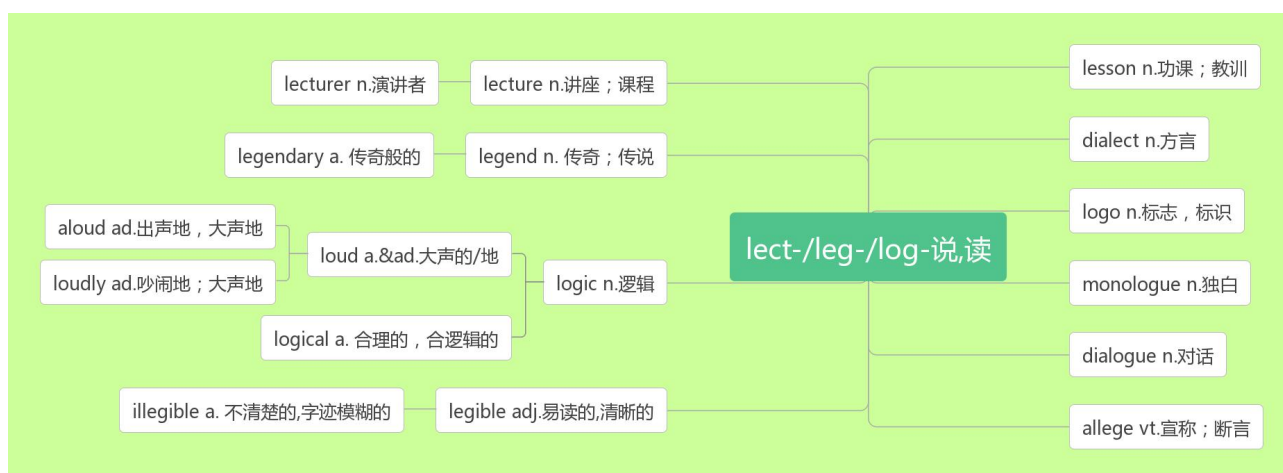 lecturer n.演讲者
lecture n.讲座；课程
legendary a. 传奇般的
legend n. 传奇；传说
aloud ad.出声地，大声地
loudly ad.吵闹地；大声地
loud a.&ad.大声的/地
logical a. 合理的，合逻辑的
logic n.逻辑
illegible a. 不清楚的,字迹模糊的
legible adj.易读的,清晰的
lect-/leg-/log-说,读
lesson n.功课；教训
dialect n.方言
logo n.标志，标识
monologue n.独白
dialogue n.对话
allege vt.宣称；断言